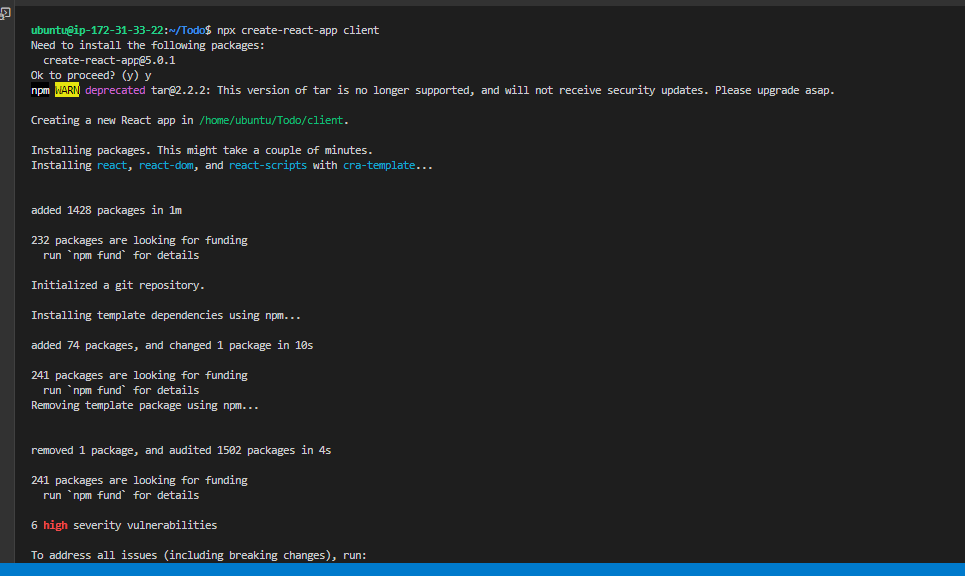 ubuntu@ip-172-31-33-22:~/Todo$ npx create-react-app client
Need to install the following packages:
  create-react-app@5.0.1
Ok to proceed? (y) y
npm WARN deprecated tar@2.2.2: This version of tar is no longer supported, and will not receive security updates. Please upgrade asap.
Creating a new React app in /home/ubuntu/Todo/client.
Installing packages. This might take a couple of minutes.
Installing react, react-dom, and react-scripts with cra-template...
added 1428 packages in 1m
232 packages are looking for funding
  run `npm fund` for details
Initialized a git repository.
Installing template dependencies using npm...
added 74 packages, and changed 1 package in 10s
241 packages are looking for funding
  run `npm fund` for details
Removing template package using npm...
removed 1 package, and audited 1502 packages in 4s
241 packages are looking for funding
  run `npm fund` for details
6 high severity vulnerabilities
To address all issues (including breaking changes), run: